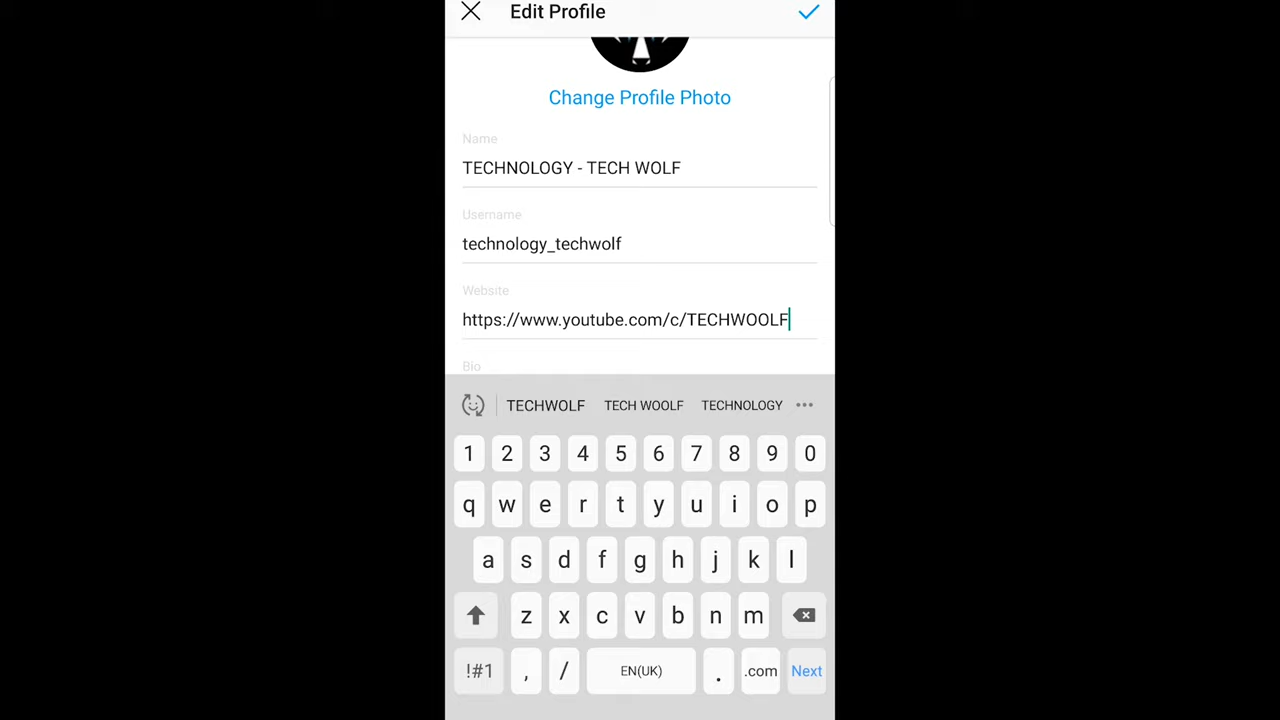 Edit Profile
Change Profile Photo
Name
TECHNOLOGY - TECH WOLF
Username
technology_techwolf
Website
https://www.youtube.com/c/TECHWOOLF
Bio
TECHWOLF TECH WOOLF TECHNOLOGY •••
1 2 3 4 5 6 7 8 9 0
q w e r t y u i o p
a s d f g h j k l
z x c v b n m
!#1 , / EN(UK) . .com Next